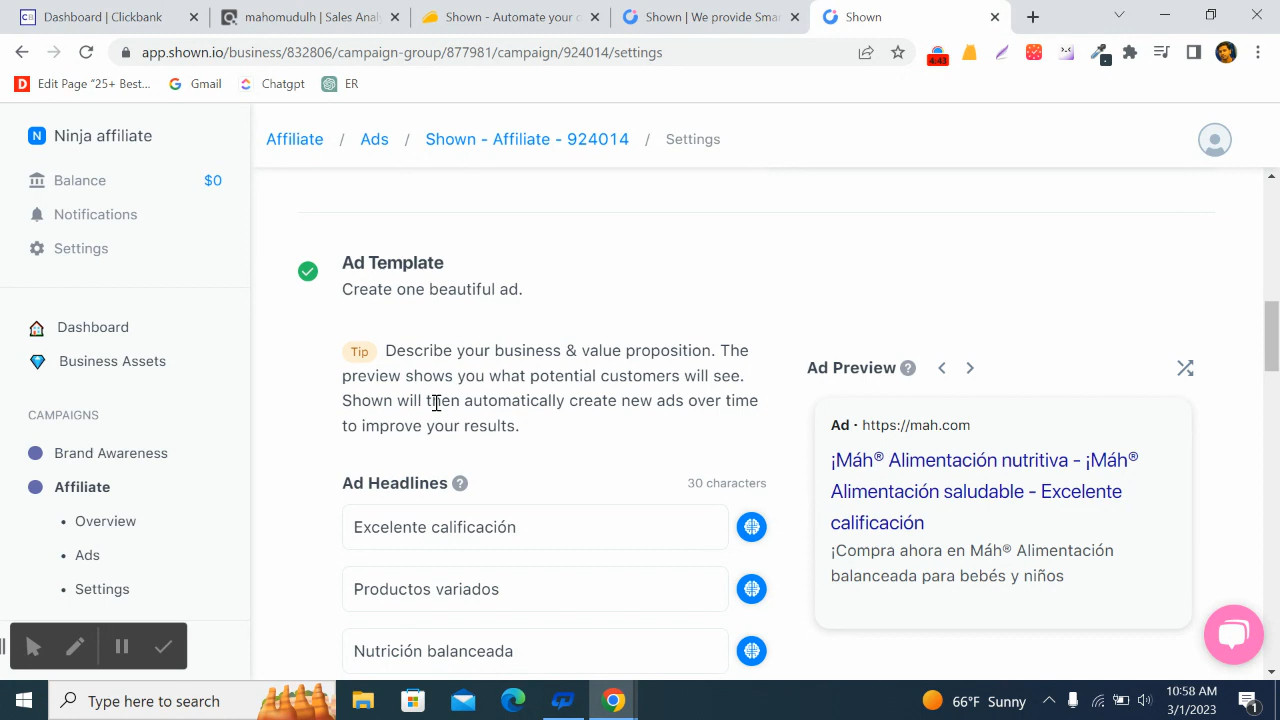 Dashboard | Clickbank
mahomudulh | Sales Anal
Shown - Automate your o
Shown | We provide Smar
Shown
app.shown.io/business/832806/campaign-group/877981/campaign/924014/settings
4:43
Edit Page “25+ Best...
Gmail
Chatgpt
ER
Ninja affiliate
Balance $0
Notifications
Settings
Dashboard
Business Assets
CAMPAIGNS
Brand Awareness
Affiliate
Overview
Ads
Settings
Affiliate / Ads / Shown - Affiliate - 924014 / Settings
Ad Template
Create one beautiful ad.
Tip Describe your business & value proposition. The
preview shows you what potential customers will see.
Shown will then automatically create new ads over time
to improve your results.
Ad Headlines ? 30 characters
Excelente calificación
Productos variados
Nutrición balanceada
Ad Preview ?
Ad · https://mah.com
¡Máh® Alimentación nutritiva - ¡Máh®
Alimentación saludable - Excelente
calificación
¡Compra ahora en Máh® Alimentación
balanceada para bebés y niños
Type here to search
66°F Sunny
10:58 AM
3/1/2023
1